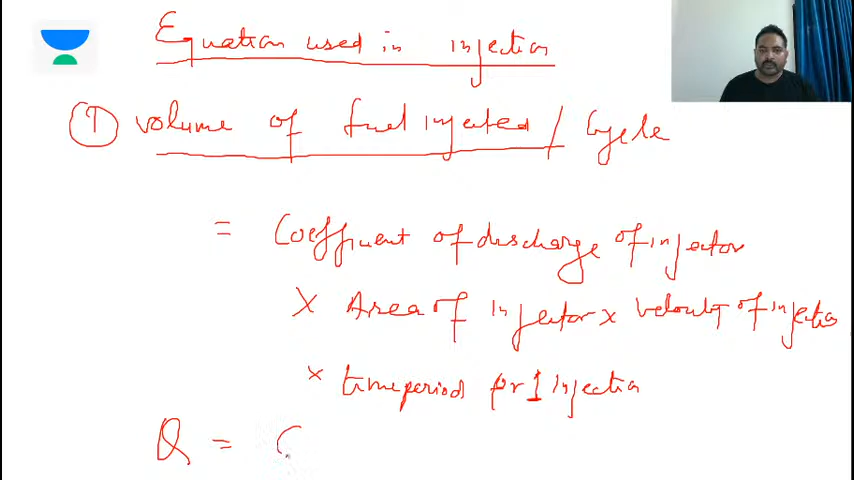 Equation used in injection
① volume of fuel injected / Cycle
= Coefficient of discharge of injector
× Area of injector × velocity of injection
× time period for 1 injection
Q = C